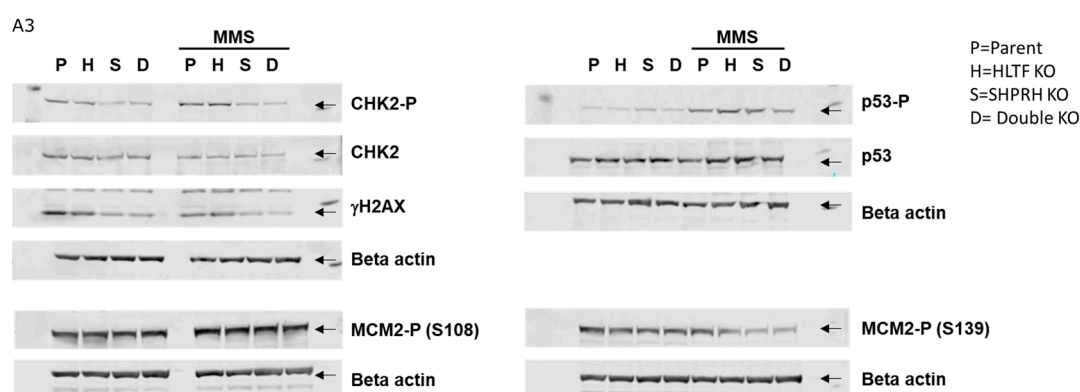 A3
MMS
P H S D P H S D
CHK2-P
CHK2
γH2AX
Beta actin
MCM2-P (S108)
Beta actin
MMS
P H S D P H S D
p53-P
p53
Beta actin
MCM2-P (S139)
Beta actin
P=Parent
H=HLTF KO
S=SHPRH KO
D= Double KO